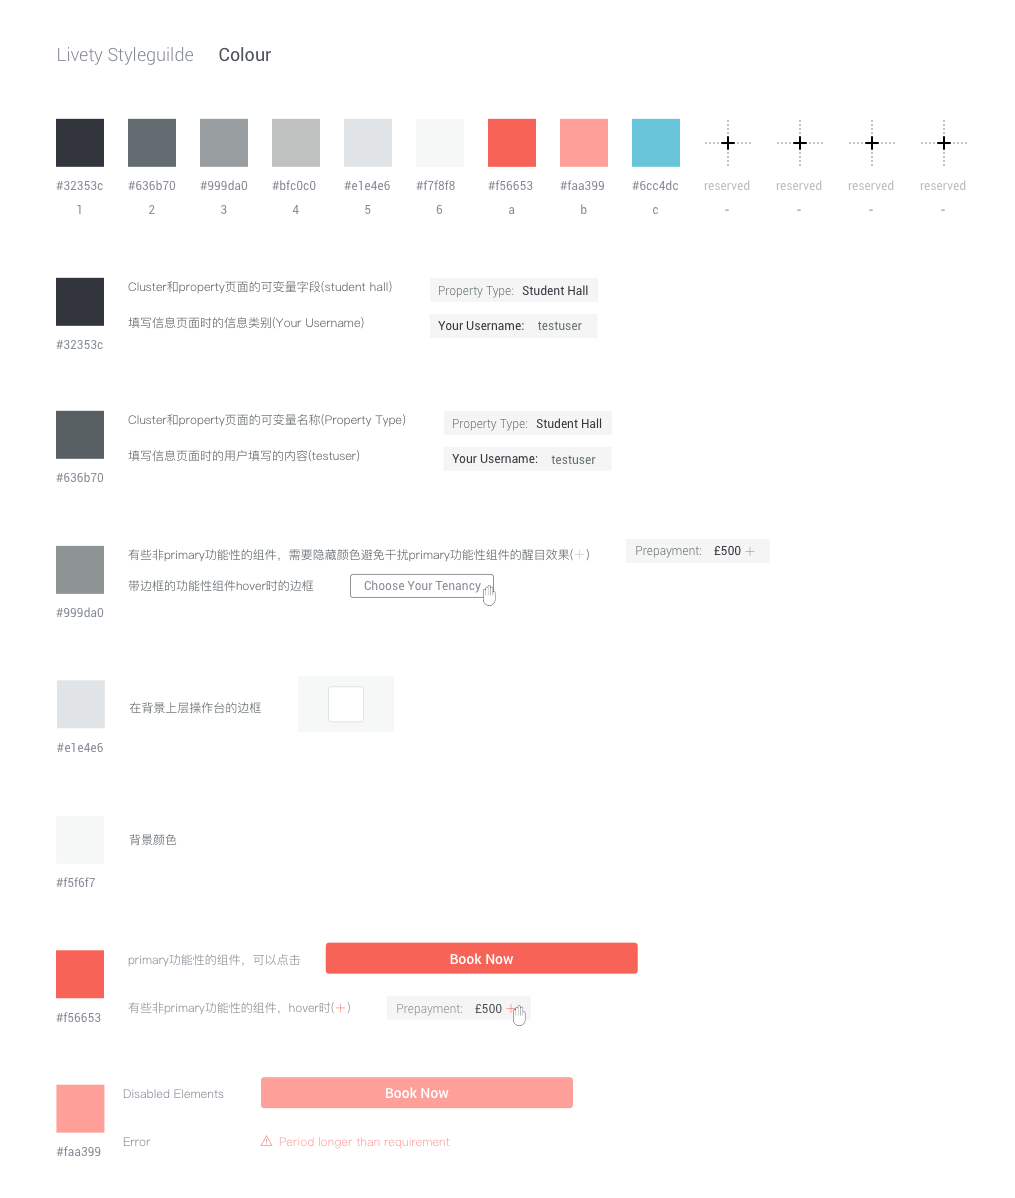 Livety Styleguilde Colour
#32353c #636b70 #999da0 #bfc0c0 #e1e4e6 #f7f8f8 #f56653 #faa399 #6cc4dc reserved reserved reserved reserved
1 2 3 4 5 6 a b c - - - -
Cluster和property页面的可变量字段(student hall) Property Type: Student Hall
填写信息页面时的信息类别(Your Username) Your Username: testuser
#32353c
Cluster和property页面的可变量名称(Property Type) Property Type: Student Hall
填写信息页面时的用户填写的内容(testuser) Your Username: testuser
#636b70
有些非primary功能性的组件，需要隐藏颜色避免干扰primary功能性组件的醒目效果(+) Prepayment: £500 +
带边框的功能性组件hover时的边框 Choose Your Tenancy
#999da0
在背景上层操作台的边框
#e1e4e6
背景颜色
#f5f6f7
primary功能性的组件，可以点击 Book Now
有些非primary功能性的组件，hover时(+) Prepayment: £500 +
#f56653
Disabled Elements Book Now
Error Period longer than requirement
#faa399